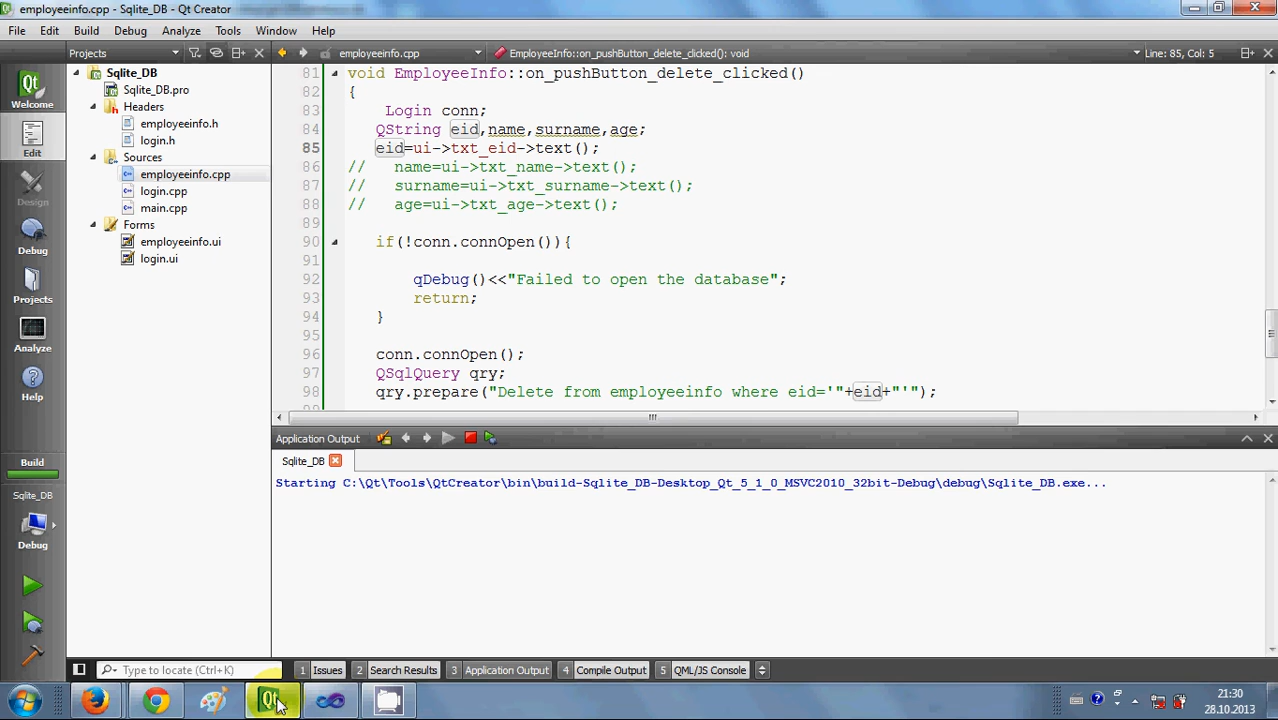 employeeinfo.cpp - Sqlite_DB - Qt Creator
File Edit Build Debug Analyze Tools Window Help
Projects employeeinfo.cpp EmployeeInfo::on_pushButton_delete_clicked(): void Line: 85, Col: 5
Welcome
Edit
Design
Debug
Projects
Analyze
Help
Build
Sqlite_DB
Debug
Sqlite_DB
Sqlite_DB.pro
Headers
employeeinfo.h
login.h
Sources
employeeinfo.cpp
login.cpp
main.cpp
Forms
employeeinfo.ui
login.ui
81 void EmployeeInfo::on_pushButton_delete_clicked()
82 {
83 Login conn;
84 QString eid,name,surname,age;
85 eid=ui->txt_eid->text();
86 // name=ui->txt_name->text();
87 // surname=ui->txt_surname->text();
88 // age=ui->txt_age->text();
89
90 if(!conn.connOpen()){
91
92 qDebug()<<"Failed to open the database";
93 return;
94 }
95
96 conn.connOpen();
97 QSqlQuery qry;
98 qry.prepare("Delete from employeeinfo where eid='"+eid+"'");
Application Output
Sqlite_DB
Starting C:\Qt\Tools\QtCreator\bin\build-Sqlite_DB-Desktop_Qt_5_1_0_MSVC2010_32bit-Debug\debug\Sqlite_DB.exe...
Type to locate (Ctrl+K) 1 Issues 2 Search Results 3 Application Output 4 Compile Output 5 QML/JS Console
Qt
21:30
28.10.2013